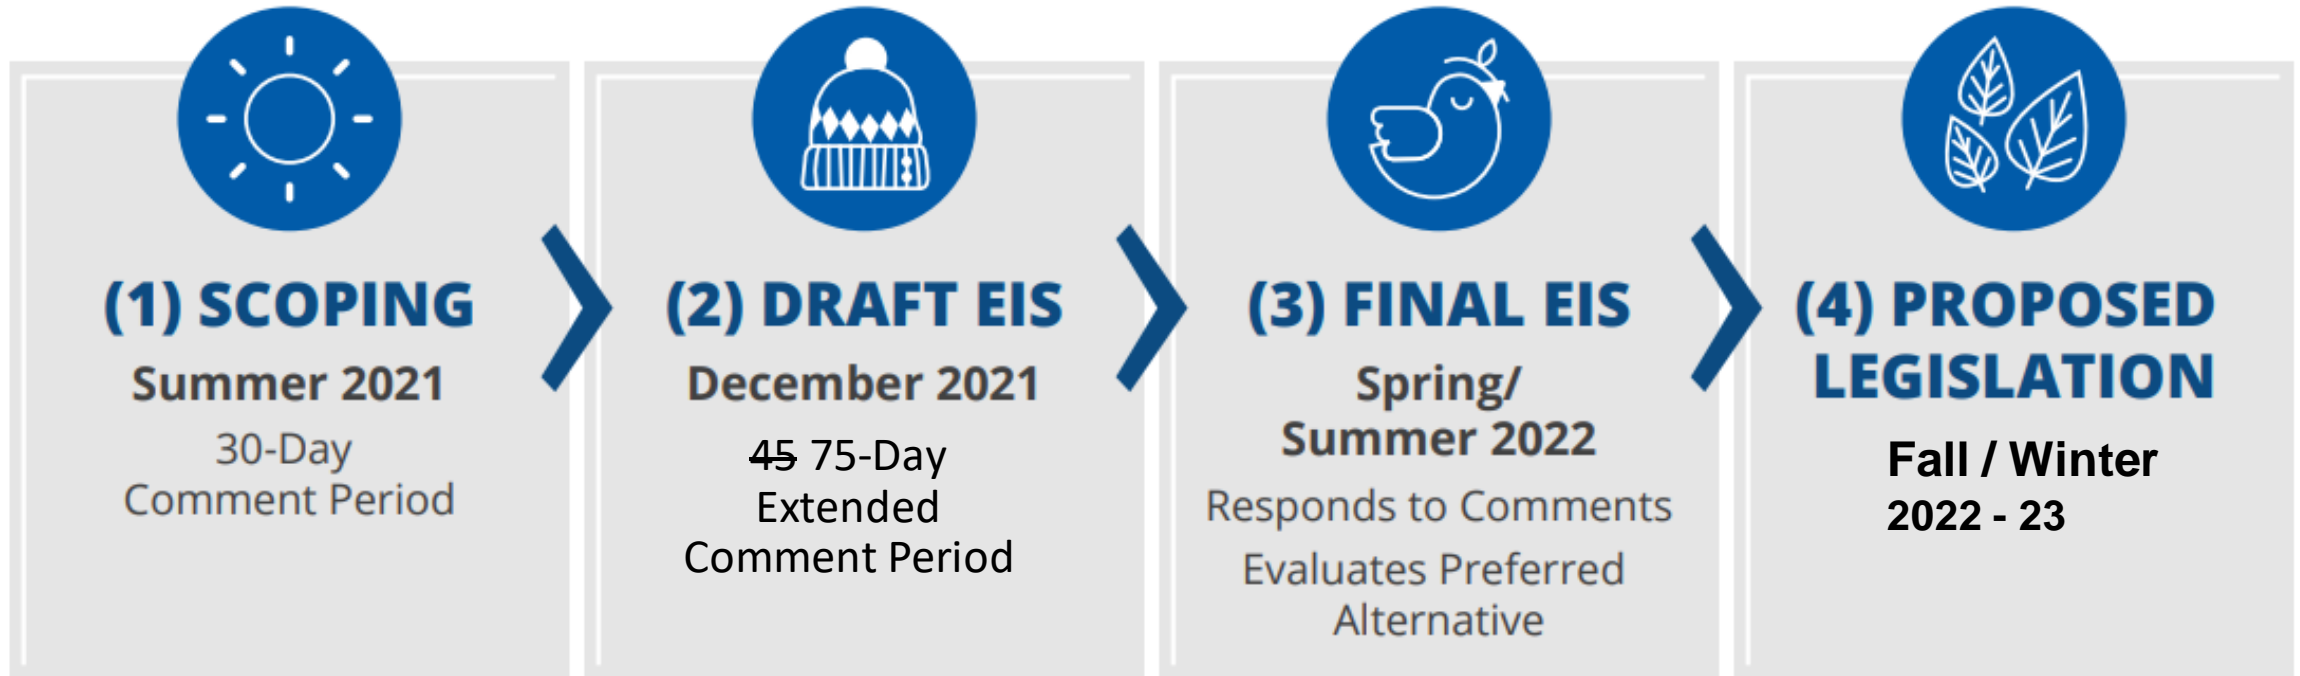 (1) SCOPING
Summer 2021
30-Day
Comment Period
(2) DRAFT EIS
December 2021
45 75-Day
Extended
Comment Period
(3) FINAL EIS
Spring/
Summer 2022
Responds to Comments
Evaluates Preferred
Alternative
(4) PROPOSED
LEGISLATION
Fall / Winter
2022 - 23